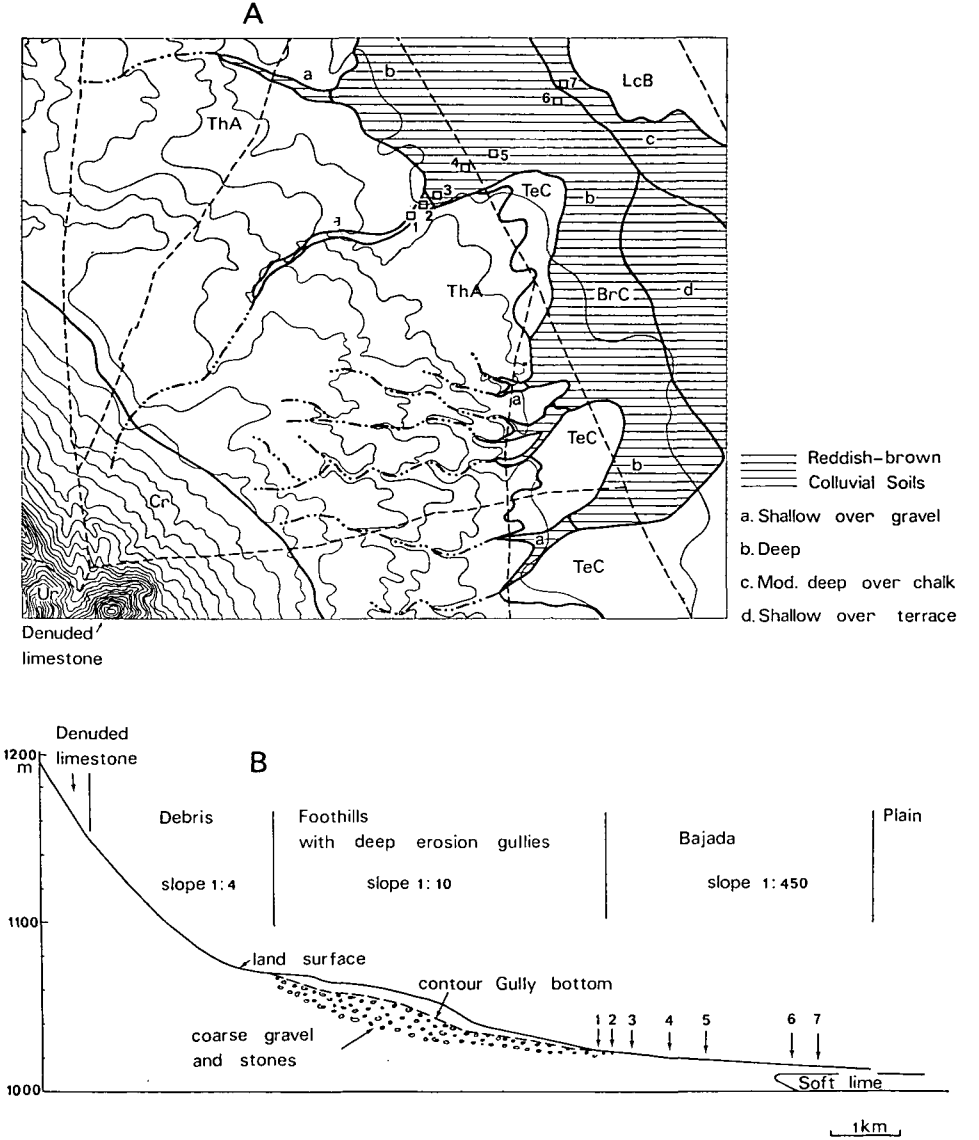 A
a
b
7
6
LcB
ThA
c
5
4
3
TeC
b
2
1
a
ThA
BrC
d
a
TeC
b
Cr
a
TeC
Ur
Denuded
limestone
Reddish-brown
Colluvial Soils
a. Shallow over gravel
b. Deep
c. Mod. deep over chalk
d. Shallow over terrace
B
1200
m
Denuded
limestone
Debris
slope 1:4
Foothills
with deep erosion gullies
slope 1:10
Bajada
slope 1:450
Plain
1100
land surface
contour Gully bottom
coarse gravel
and stones
1 2 3 4 5 6 7
Soft lime
1000
1km